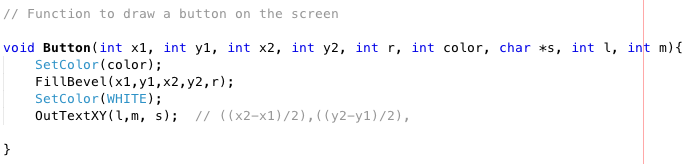 // Function to draw a button on the screen
void Button(int x1, int y1, int x2, int y2, int r, int color, char *s, int l, int m){
SetColor(color);
FillBevel(x1,y1,x2,y2,r);
SetColor(WHITE);
OutTextXY(l,m, s);  // ((x2-x1)/2),((y2-y1)/2),
}